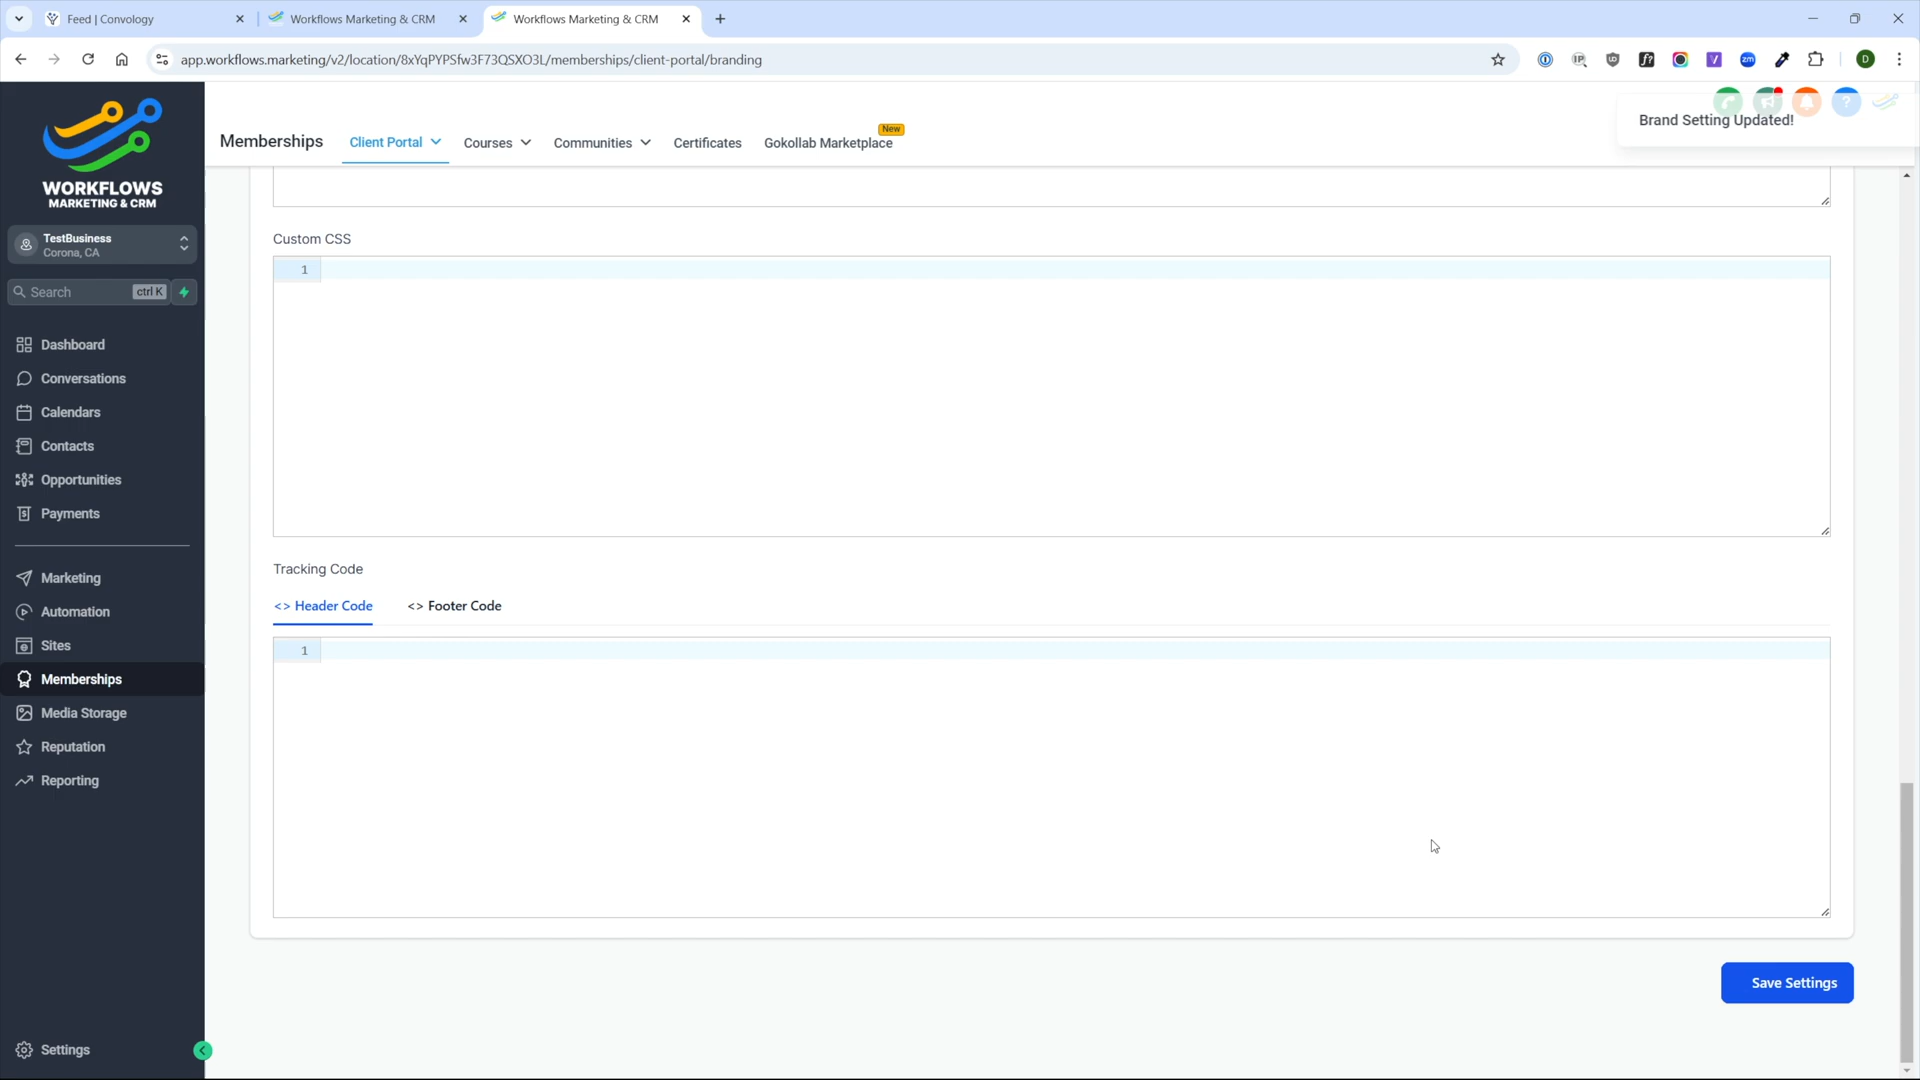 Feed | Convology
Workflows Marketing & CRM
Workflows Marketing & CRM
app.workflows.marketing/v2/location/8xYqPYPSfw3F73QSXO3L/memberships/client-portal/branding
WORKFLOWS
MARKETING & CRM
TestBusiness
Corona, CA
Search ctrl K
Dashboard
Conversations
Calendars
Contacts
Opportunities
Payments
Marketing
Automation
Sites
Memberships
Media Storage
Reputation
Reporting
Settings
Memberships Client Portal Courses Communities Certificates Gokollab Marketplace New
Brand Setting Updated!
Custom CSS
1
Tracking Code
<> Header Code <> Footer Code
1
Save Settings